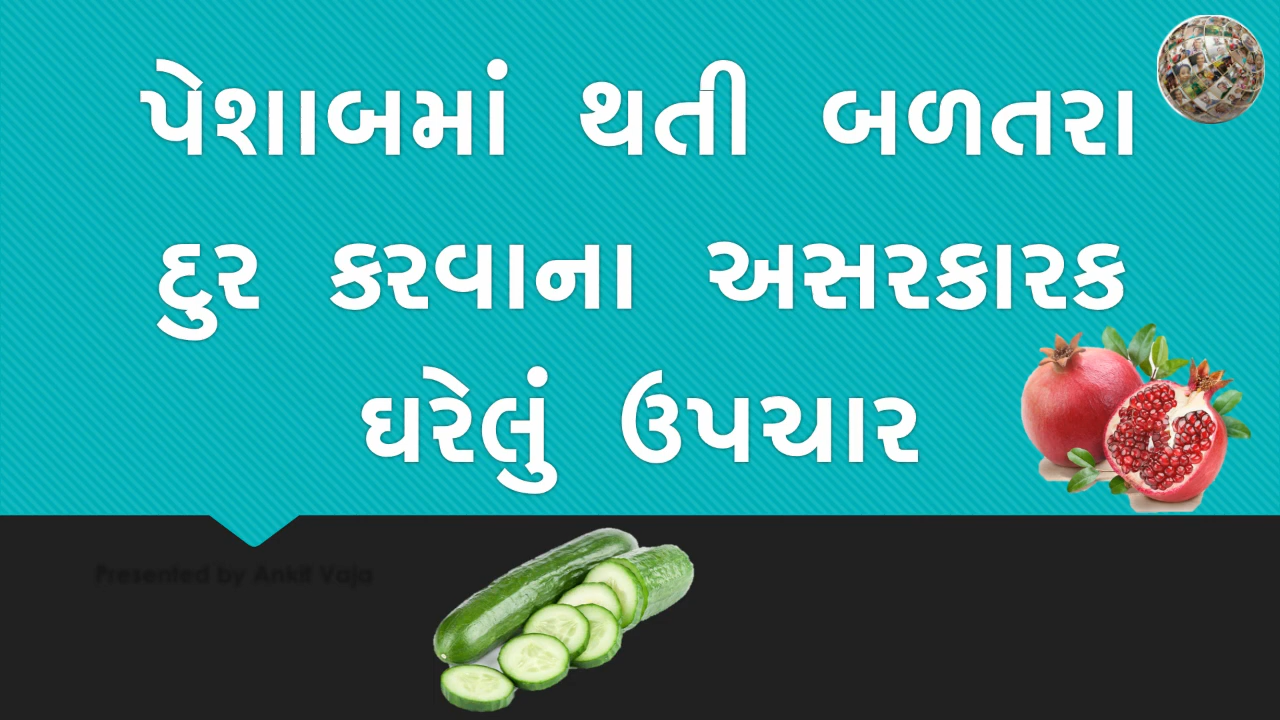 પેશાબમાં થતી બળતરા
દુર કરવાના અસરકારક
ઘરેલું ઉપચાર
Presented by Ankit Vaja